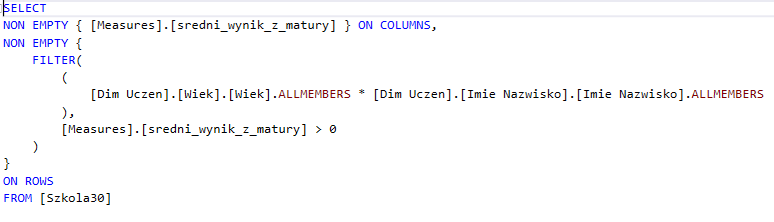 SELECT
NON EMPTY { [Measures].[sredni_wynik_z_matury] } ON COLUMNS,
NON EMPTY {
    FILTER(
        (
            [Dim Uczen].[Wiek].[Wiek].ALLMEMBERS * [Dim Uczen].[Imie Nazwisko].[Imie Nazwisko].ALLMEMBERS
        ),
        [Measures].[sredni_wynik_z_matury] > 0
    )
}
ON ROWS
FROM [Szkola30]